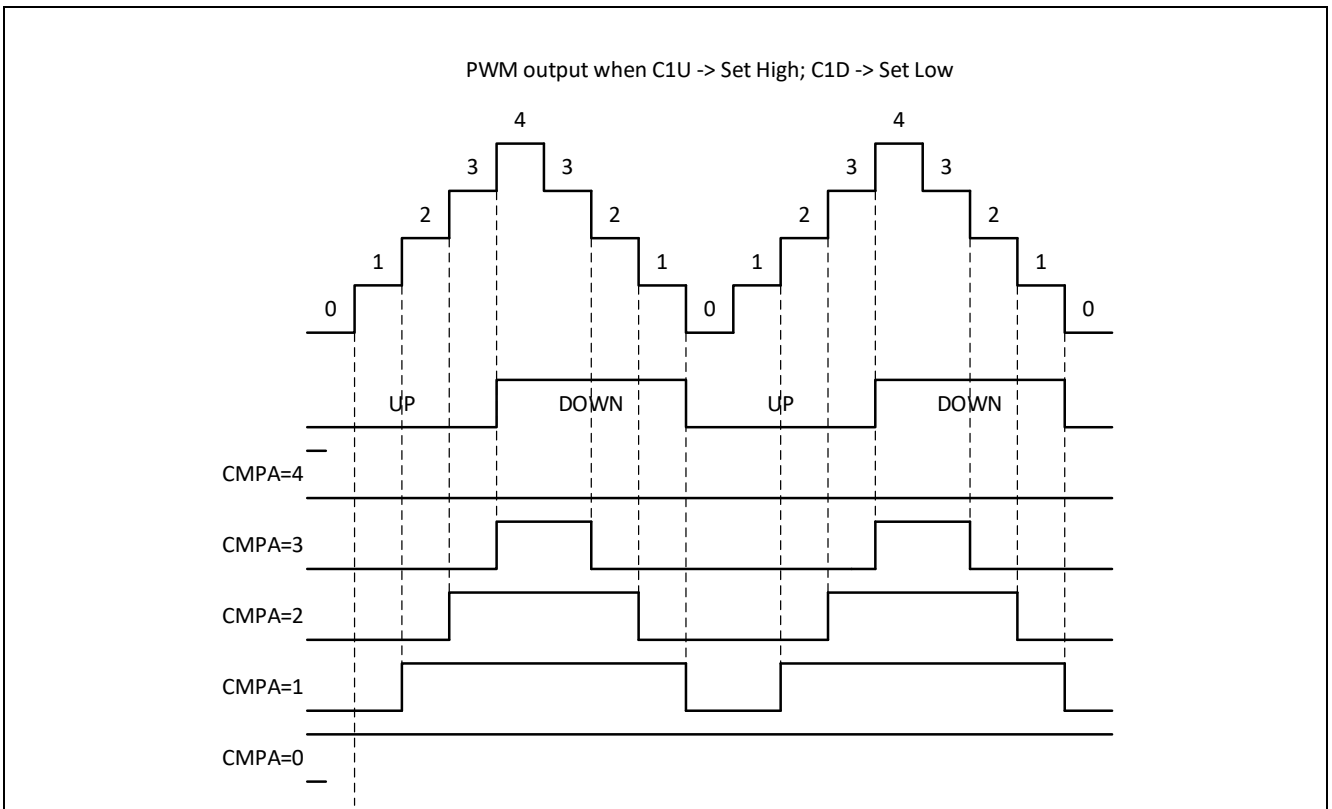 PWM output when C1U -> Set High; C1D -> Set Low
4 4
3 3 3 3
2 2 2 2
1 1 1 1
0 0 0
UP DOWN UP DOWN
CMPA=4
CMPA=3
CMPA=2
CMPA=1
CMPA=0